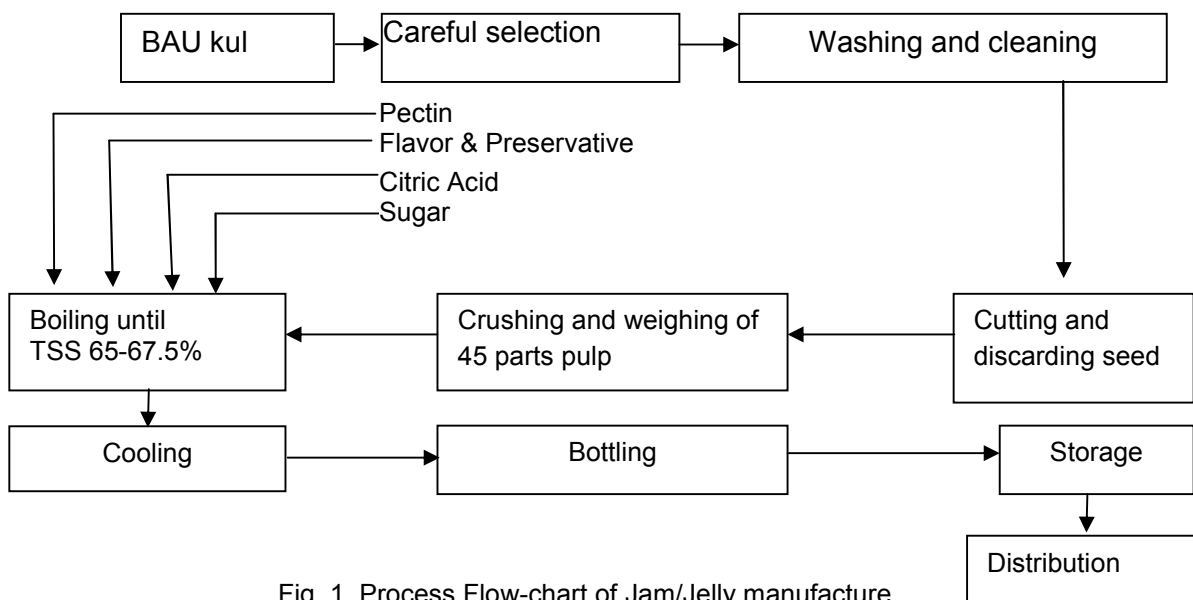 BAU kul
Careful selection
Washing and cleaning
Pectin
Flavor & Preservative
Citric Acid
Sugar
Boiling until
TSS 65-67.5%
Crushing and weighing of
45 parts pulp
Cutting and
discarding seed
Cooling
Bottling
Storage
Distribution
Fig. 1. Process Flow-chart of Jam/Jelly manufacture